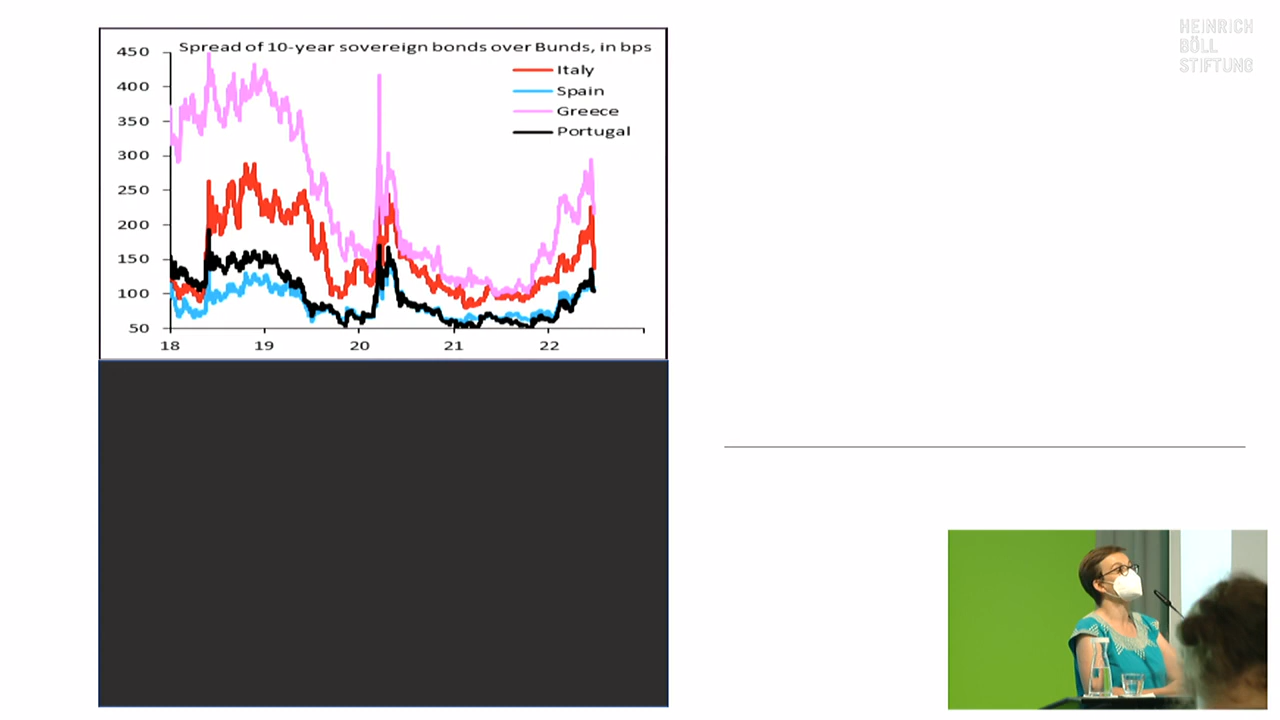 HEINRICH
BÖLL
STIFTUNG
Spread of 10-year sovereign bonds over Bunds, in bps
Italy
Spain
Greece
Portugal
450
400
350
300
250
200
150
100
50
18 19 20 21 22